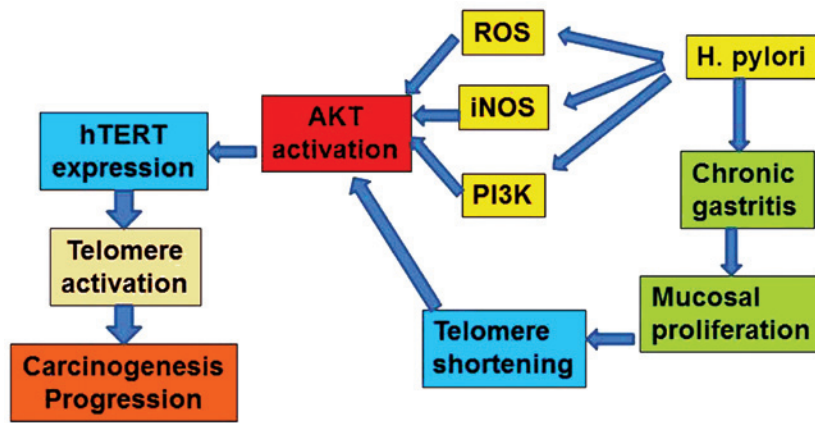 ROS
H. pylori
iNOS
AKT
activation
hTERT
expression
PI3K
Chronic
gastritis
Telomere
activation
Mucosal
proliferation
Telomere
shortening
Carcinogenesis
Progression